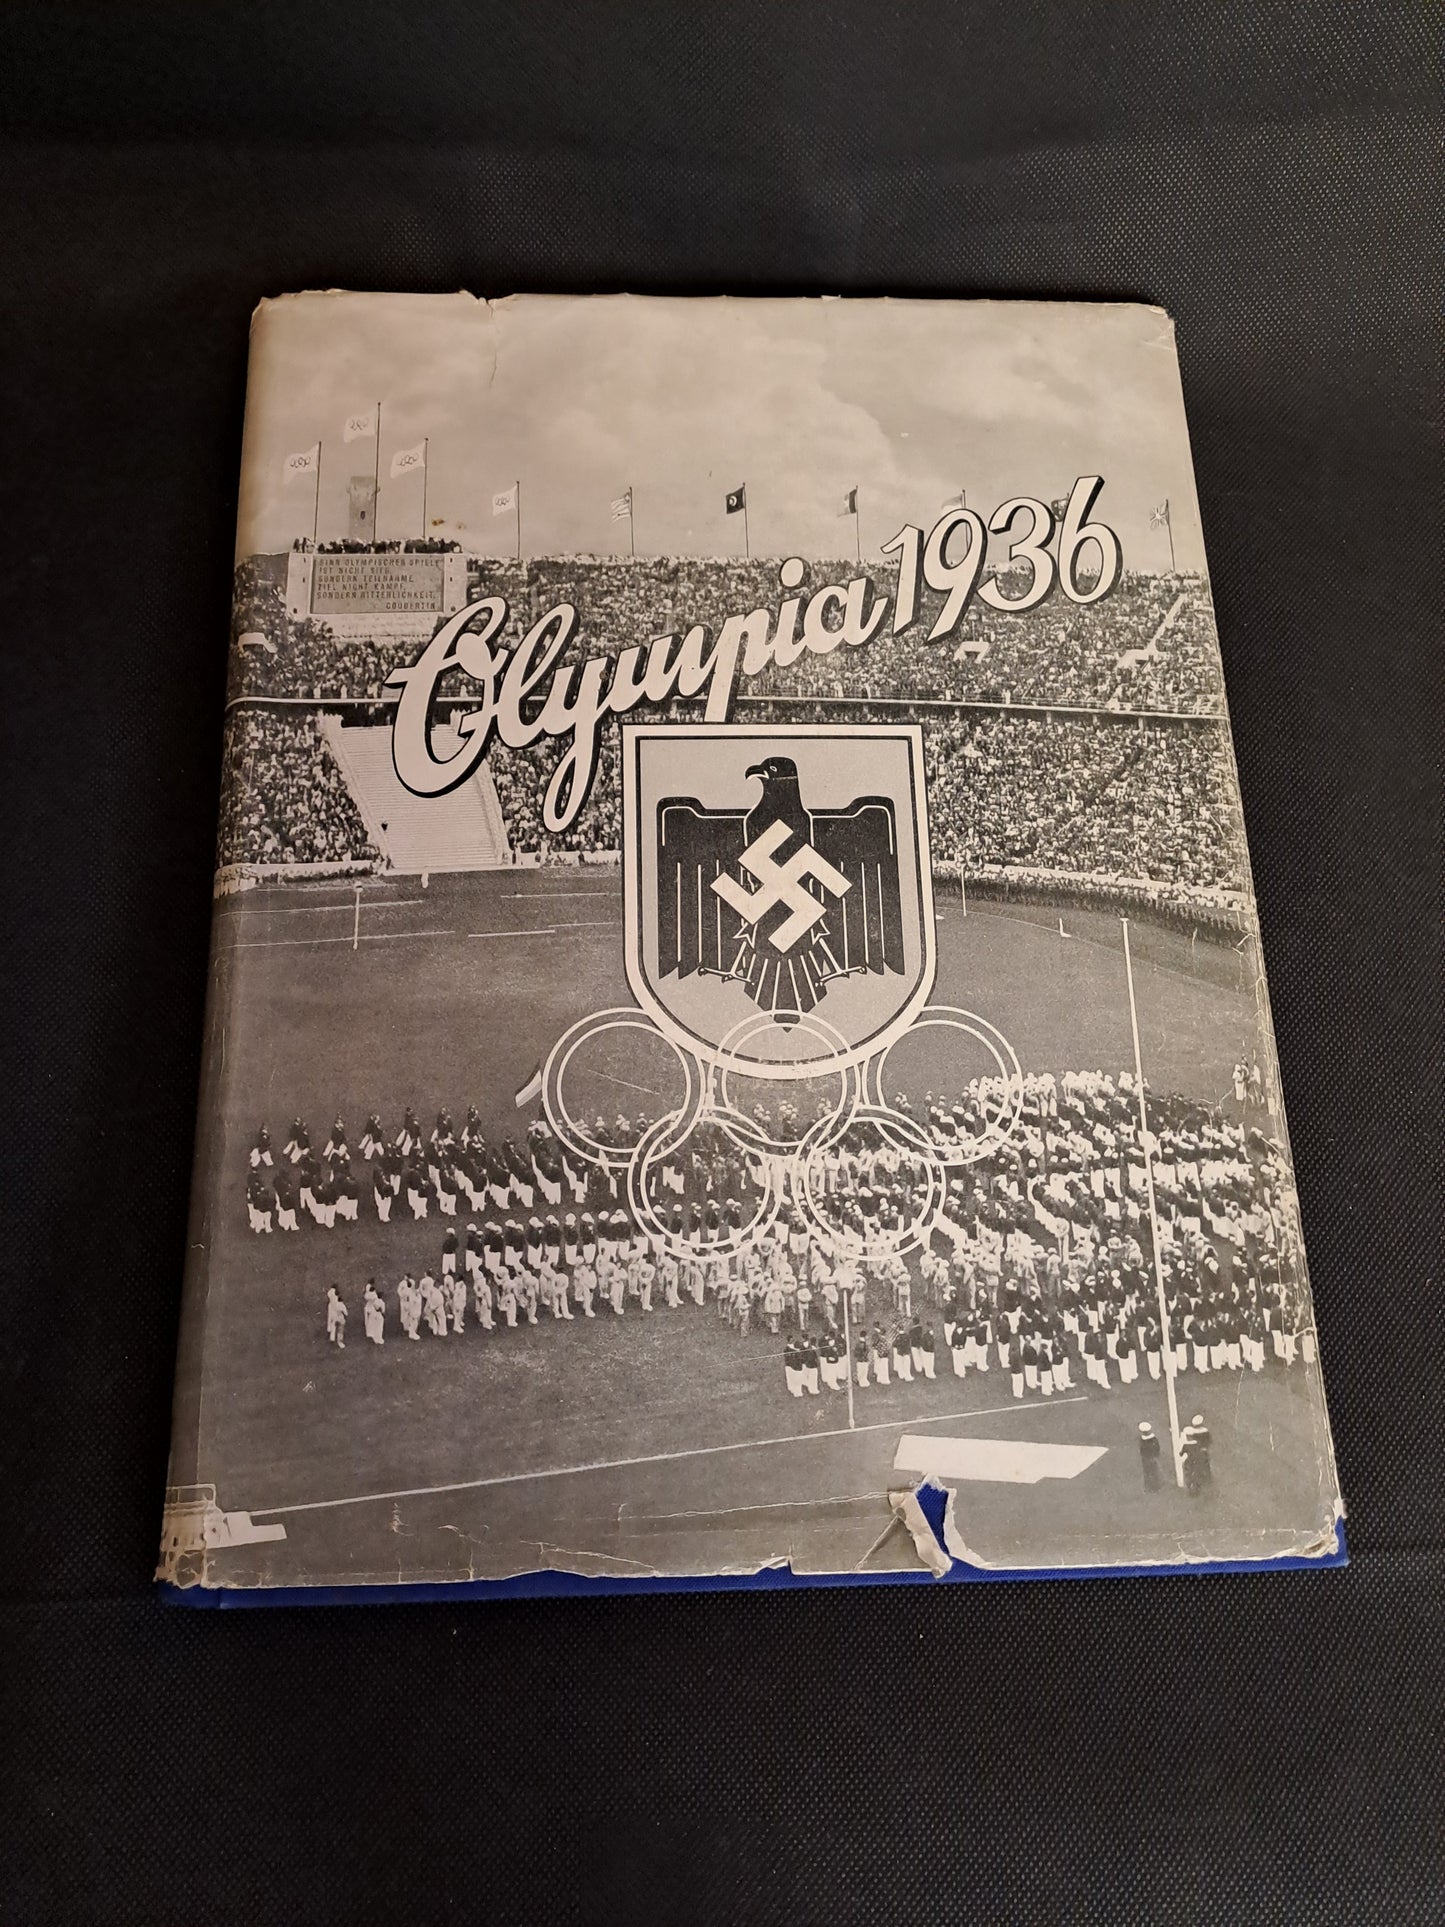 SINN OLYMPISCHER SPIELE
IST NICHT SIEG,
SONDERN TEILNAHME.
ZIEL NICHT KAMPF,
SONDERN RITTERLICHKEIT.
COUBERTIN
Olympia 1936